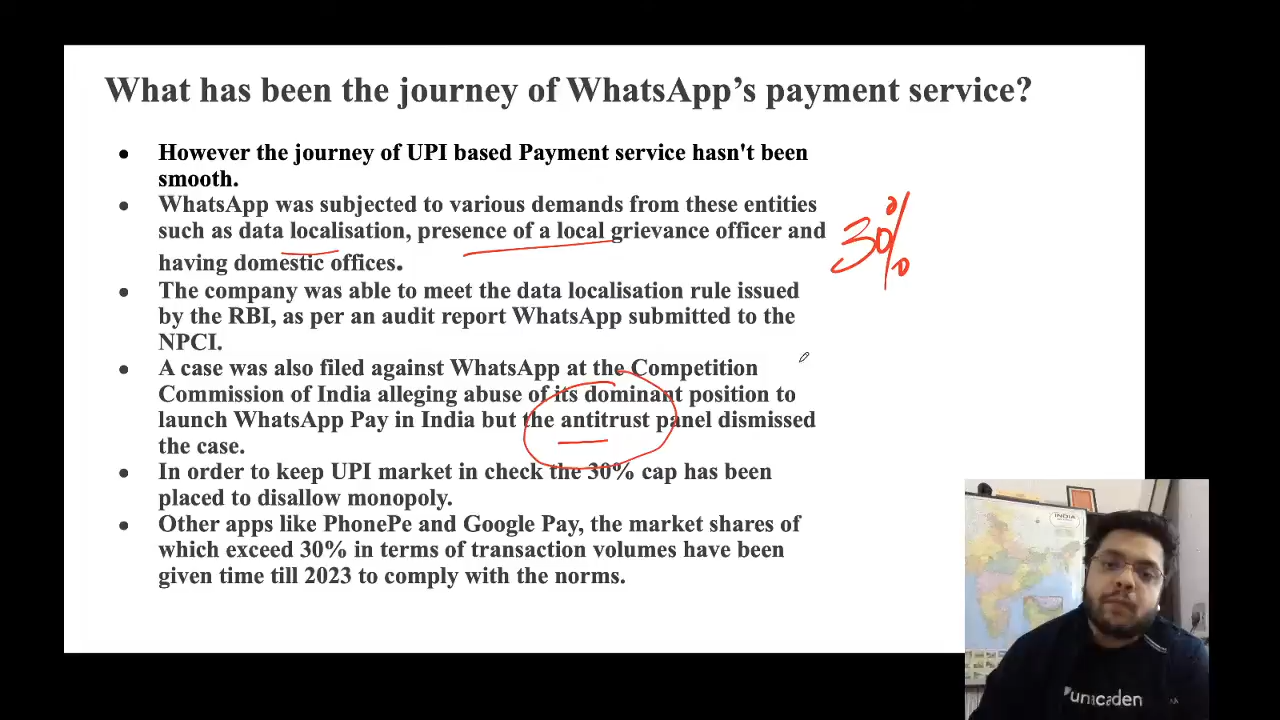 What has been the journey of WhatsApp's payment service?
● However the journey of UPI based Payment service hasn't been
smooth.
● WhatsApp was subjected to various demands from these entities
such as data localisation, presence of a local grievance officer and
having domestic offices.
30%
● The company was able to meet the data localisation rule issued
by the RBI, as per an audit report WhatsApp submitted to the
NPCI.
● A case was also filed against WhatsApp at the Competition
Commission of India alleging abuse of its dominant position to
launch WhatsApp Pay in India but the antitrust panel dismissed
the case.
● In order to keep UPI market in check the 30% cap has been
placed to disallow monopoly.
● Other apps like PhonePe and Google Pay, the market shares of
which exceed 30% in terms of transaction volumes have been
given time till 2023 to comply with the norms.
INDIA